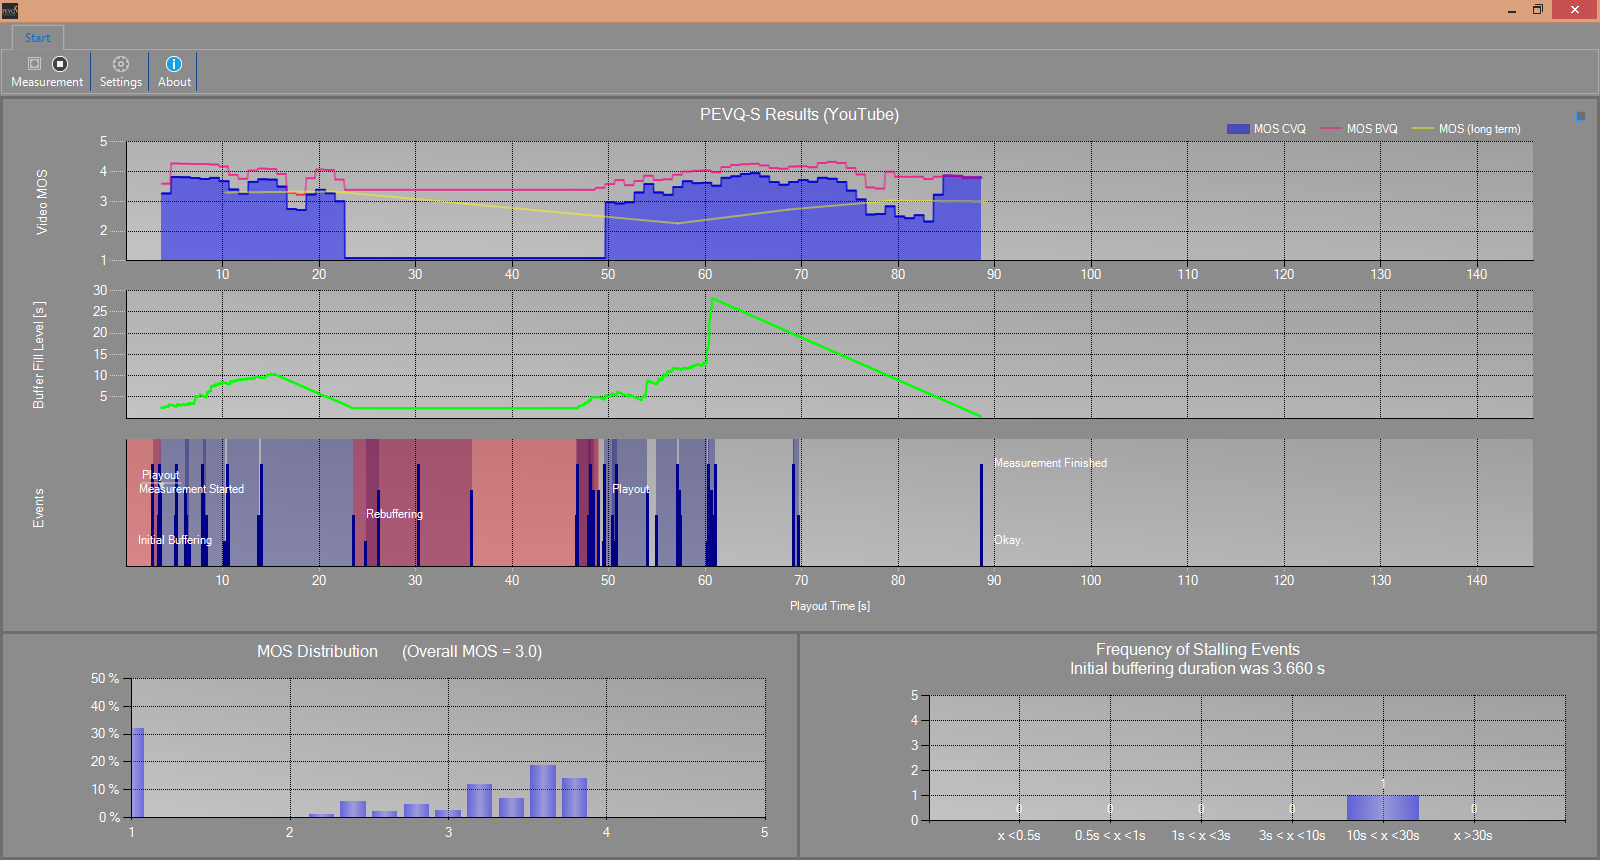 PEVQS
Start
Measurement
Settings
About
PEVQ-S Results (YouTube)
MOS CVQ
MOS BVQ
MOS (long term)
Video MOS
5
4
3
2
1
10 20 30 40 50 60 70 80 90 100 110 120 130 140
Buffer Fill Level [s]
30
25
20
15
10
5
Events
Playout
Measurement Started
Initial Buffering
Rebuffering
Playout
Measurement Finished
Okay.
10 20 30 40 50 60 70 80 90 100 110 120 130 140
Playout Time [s]
MOS Distribution (Overall MOS = 3.0)
50 %
40 %
30 %
20 %
10 %
0 %
1 2 3 4 5
Frequency of Stalling Events
Initial buffering duration was 3.660 s
5
4
3
2
1
0
0 0 0 0 1 0
x <0.5s 0.5s < x <1s 1s < x <3s 3s < x <10s 10s < x <30s x >30s